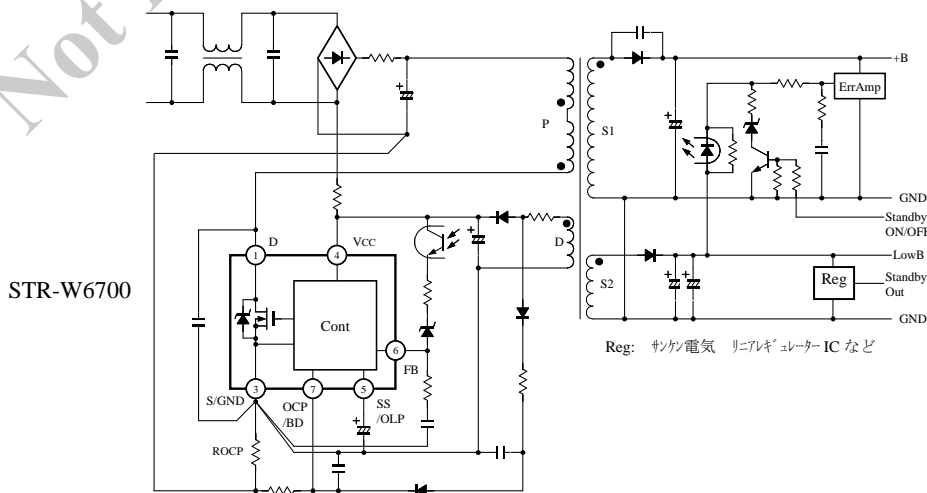 Not
+
P
S1
+
+B
ErrAmp
GND
Standby
ON/OFF
D
1
4
VCC
+
D
S2
+
+
LowB
Reg
Standby
Out
GND
STR-W6700
Cont
6
FB
3
7
5
S/GND
OCP
/BD
SS
/OLP
+
ROCP
Reg: サンケン電気 リニアレギュレーター IC など